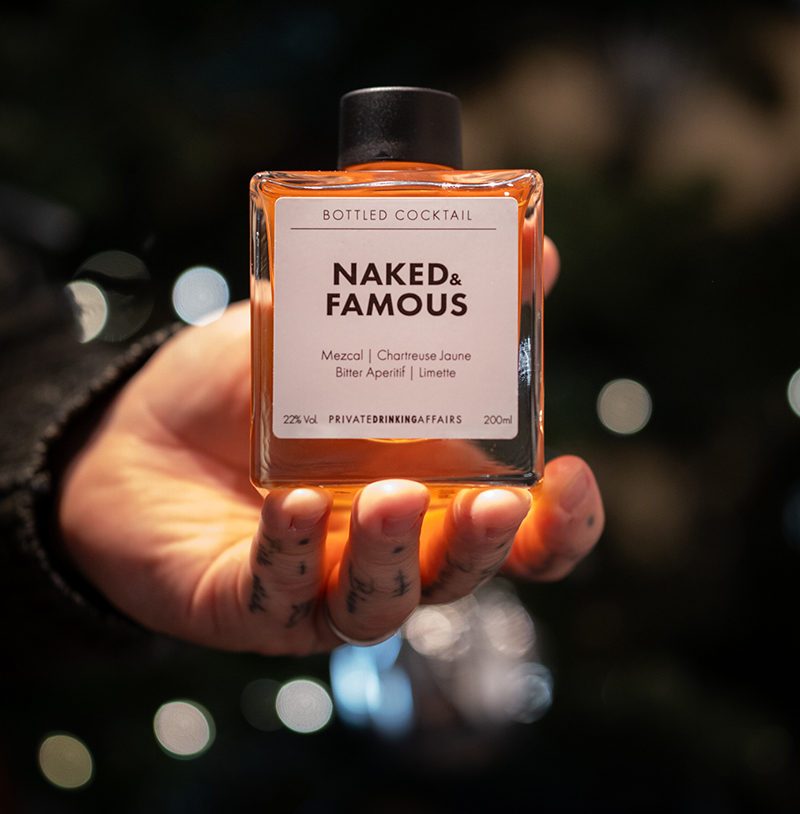 BOTTLED COCKTAIL
NAKED&
FAMOUS
Mezcal | Chartreuse Jaune
Bitter Aperitif | Limette
22% Vol. PRIVATEDRINKINGAFFAIRS 200ml